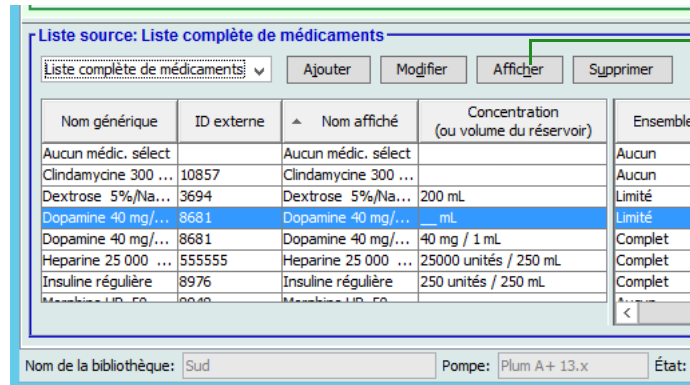 Liste source: Liste complète de médicaments
Liste complète de médicaments Ajouter Modifier Afficher Supprimer
Nom générique ID externe Nom affiché Concentration (ou volume du réservoir) Ensemble
Aucun médic. sélect Aucun médic. sélect Aucun
Clindamycine 300 ... 10857 Clindamycine 300 ... Aucun
Dextrose 5%/Na... 3694 Dextrose 5%/Na... 200 mL Limité
Dopamine 40 mg/... 8681 Dopamine 40 mg/... __ mL Limité
Dopamine 40 mg/... 8681 Dopamine 40 mg/... 40 mg / 1 mL Complet
Heparine 25 000 ... 555555 Heparine 25 000 ... 25000 unités / 250 mL Complet
Insuline régulière 8976 Insuline régulière 250 unités / 250 mL Complet
Nom de la bibliothèque: Sud Pompe: Plum A+ 13.x État: